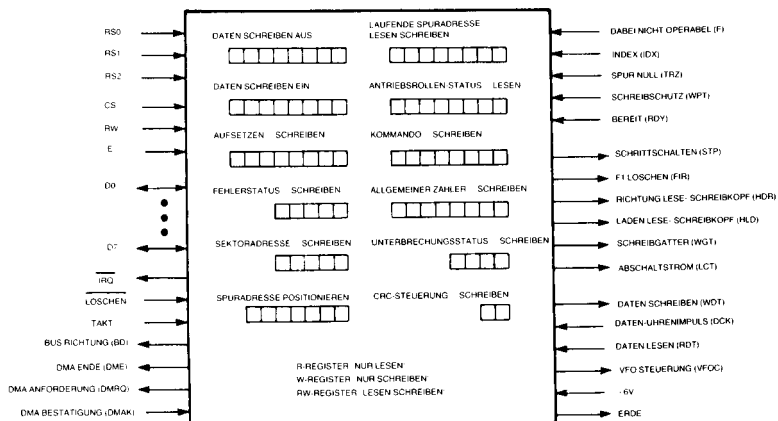 RS0
RS1
RS2
CS
RW
E
D0
D7
IRQ
LÖSCHEN
TAKT
BUS RICHTUNG (BD)
DMA ENDE (DME)
DMA ANFORDERUNG (DMRQ)
DMA BESTÄTIGUNG (DMAK)
DATEN SCHREIBEN AUS
DATEN SCHREIBEN EIN
AUFSETZEN SCHREIBEN
FEHLERSTATUS SCHREIBEN
SEKTORADRESSE SCHREIBEN
SPURADRESSE POSITIONIEREN
LAUFENDE SPURADRESSE
LESEN SCHREIBEN
ANTRIEBSROLLEN-STATUS LESEN
KOMMANDO SCHREIBEN
ALLGEMEINER ZÄHLER SCHREIBEN
UNTERBRECHUNGSSTATUS SCHREIBEN
CRC-STEUERUNG SCHREIBEN
R-REGISTER NUR LESEN
W-REGISTER NUR SCHREIBEN
RW-REGISTER LESEN SCHREIBEN
DABEI NICHT OPERABEL (F)
INDEX (IDX)
SPUR NULL (TRZ)
SCHREIBSCHUTZ (WPT)
BEREIT (RDY)
SCHRITTSCHALTEN (STP)
F1 LÖSCHEN (FIR)
RICHTUNG LESE- SCHREIBKOPF (HDR)
LADEN LESE- SCHREIBKOPF (HLD)
SCHREIBGATTER (WGT)
ABSCHALTSTROM (LCT)
DATEN SCHREIBEN (WDT)
DATEN-UHRENIMPULS (DCK)
DATEN LESEN (RDT)
VFO STEUERUNG (VFOC)
-6V
ERDE